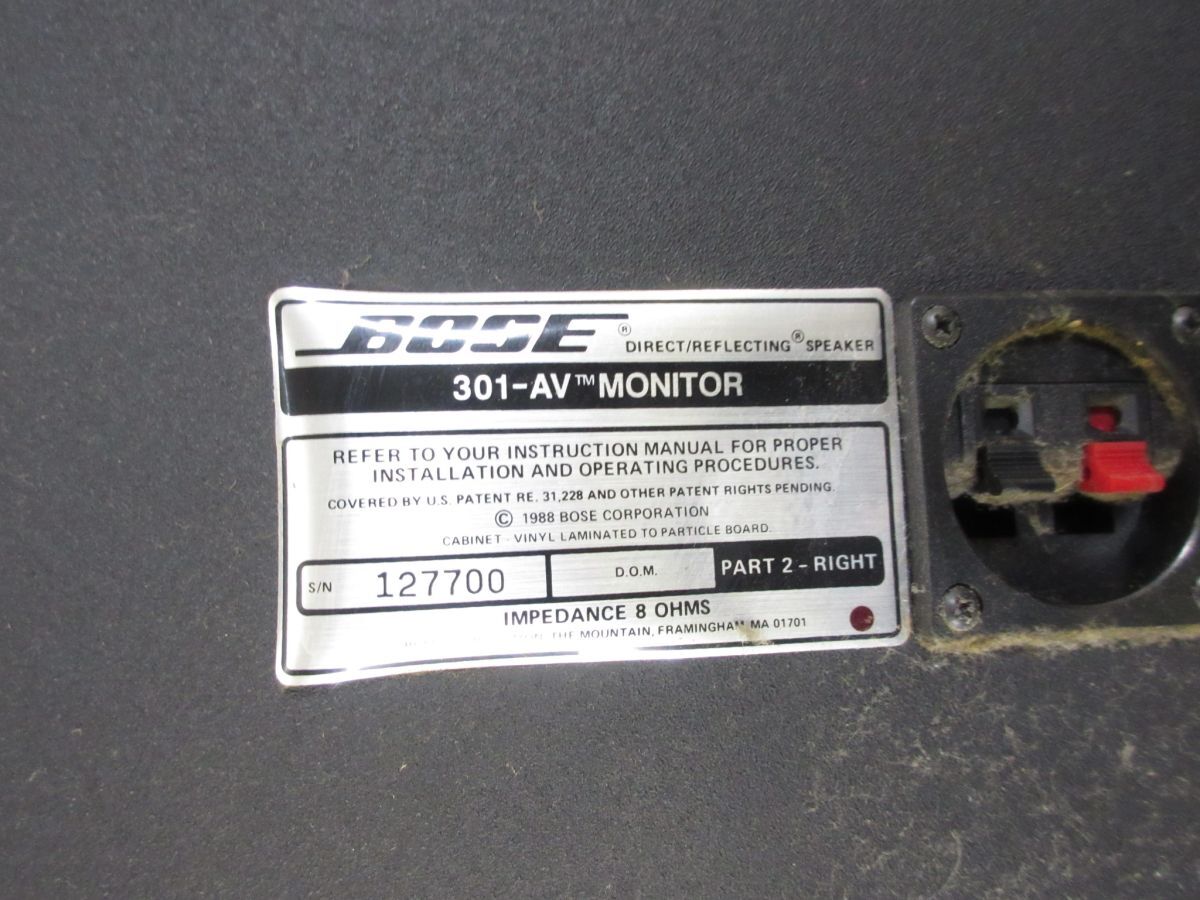 BOSE® DIRECT/REFLECTING® SPEAKER
301-AV™ MONITOR
REFER TO YOUR INSTRUCTION MANUAL FOR PROPER
INSTALLATION AND OPERATING PROCEDURES.
COVERED BY U.S. PATENT RE. 31,228 AND OTHER PATENT RIGHTS PENDING.
© 1988 BOSE CORPORATION
CABINET - VINYL LAMINATED TO PARTICLE BOARD.
S/N 127700 D.O.M. PART 2 - RIGHT
IMPEDANCE 8 OHMS
THE MOUNTAIN, FRAMINGHAM MA 01701